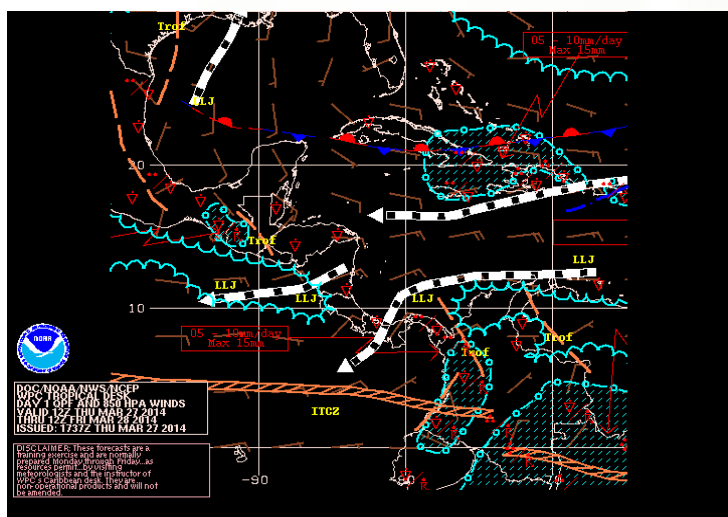 Trof
05 - 10mm/day
Max 15mm
LLJ
20
Trof
LLJ
LLJ
LLJ
LLJ
10
05 - 10mm/day
Max 15mm
Trof
Trof
NOAA
ITCZ
DOC/NOAA/NWS/NCEP
WPC TROPICAL DESK
DAY 1 QPF AND 850 HPA WINDS
VALID 12Z THU MAR 27 2014
THRU 12Z FRI MAR 28 2014
ISSUED: 1737Z THU MAR 27 2014
DISCLAIMER: These forecasts are a
training exercise and are normally
prepared Monday through Friday...as
resources permit...by visiting
meteorologists and the instructor of
WPC's Caribbean desk. They are
non-operational products and will not
be amended.
-90